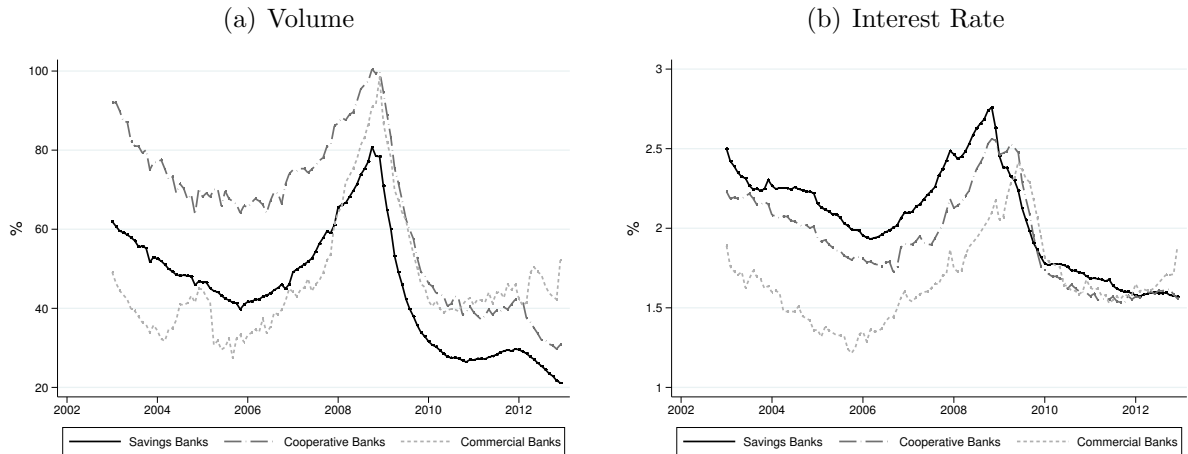 (a) Volume
(b) Interest Rate
100
80
60
40
20
%
2002 2004 2006 2008 2010 2012
Savings Banks Cooperative Banks Commercial Banks
3
2.5
2
1.5
1
%
2002 2004 2006 2008 2010 2012
Savings Banks Cooperative Banks Commercial Banks